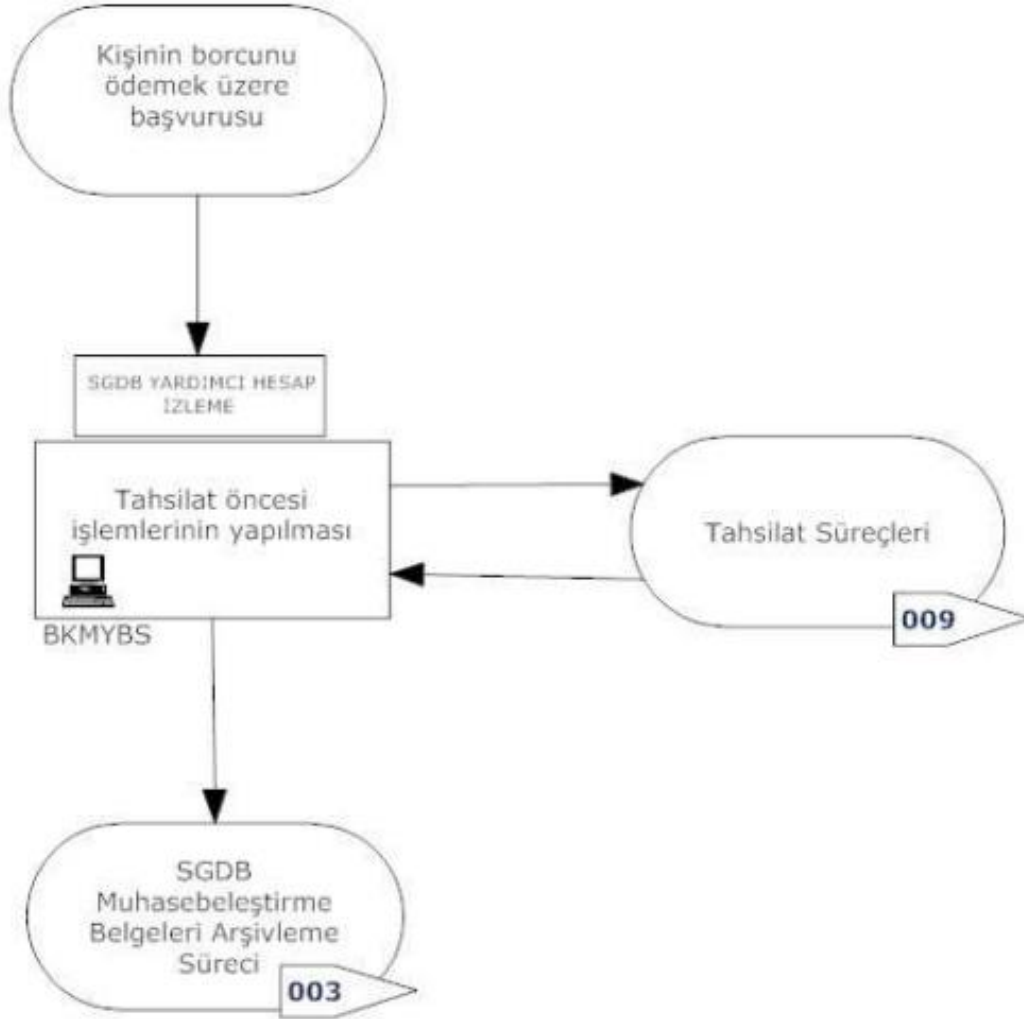 Kişinin borcunu
ödemek üzere
başvurusu
SGDB YARDIMCI HESAP
İZLEME
Tahsilat öncesi
işlemlerinin yapılması
BKMYBS
Tahsilat Süreçleri
009
SGDB
Muhasebeleştirme
Belgeleri Arşivleme
Süreci
003